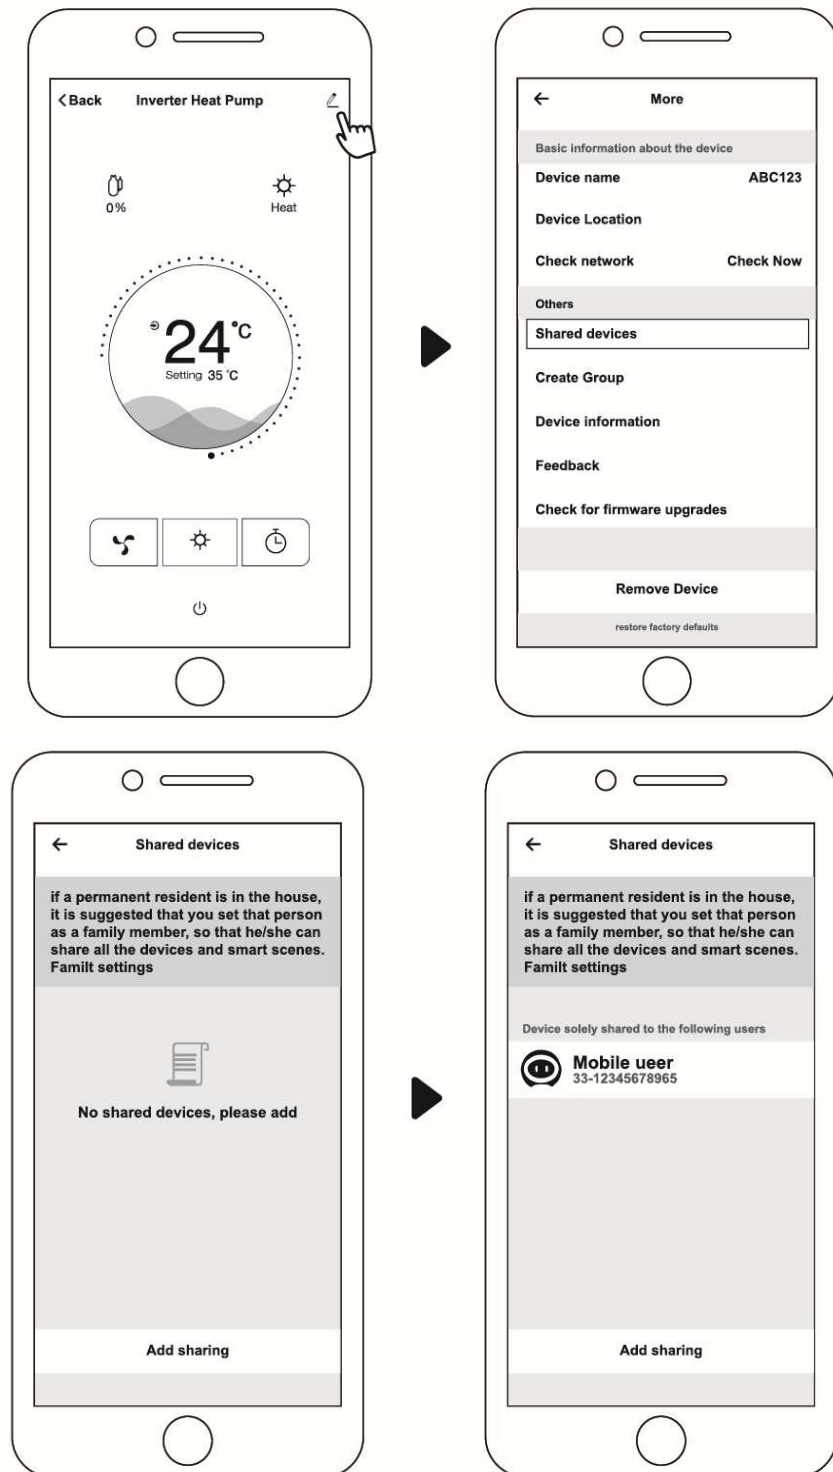 Back Inverter Heat Pump
0%
Heat
24°C
Setting 35 °C
More
Basic information about the device
Device name ABC123
Device Location
Check network Check Now
Others
Shared devices
Create Group
Device information
Feedback
Check for firmware upgrades
Remove Device
restore factory defaults
Shared devices
if a permanent resident is in the house,
it is suggested that you set that person
as a family member, so that he/she can
share all the devices and smart scenes.
Familt settings
No shared devices, please add
Add sharing
Shared devices
if a permanent resident is in the house,
it is suggested that you set that person
as a family member, so that he/she can
share all the devices and smart scenes.
Familt settings
Device solely shared to the following users
Mobile ueer
33-12345678965
Add sharing